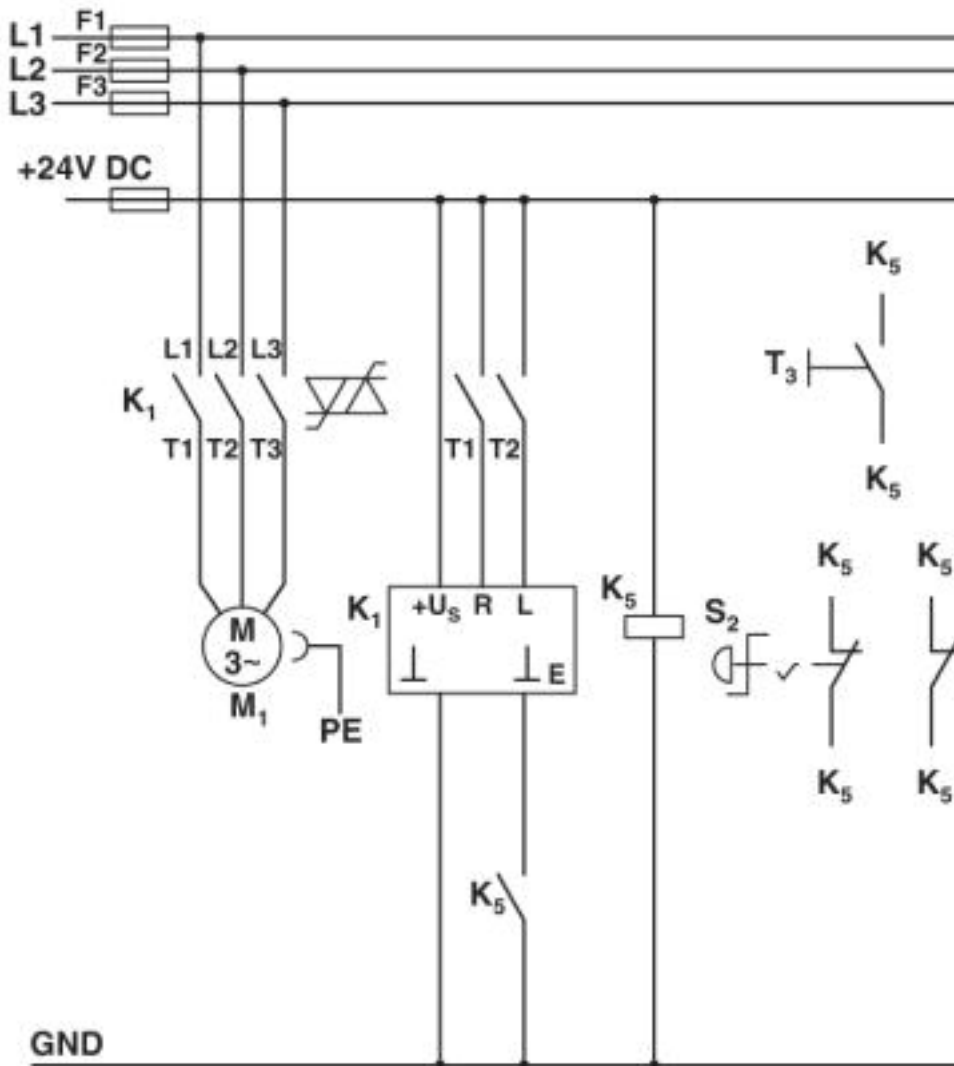 L1 F1
L2 F2
L3 F3
+24V DC
K5
L1 L2 L3
T3
K1
T1 T2 T3
T1 T2
K5
K5 K5
K1
+US R L
K5
S2
M
3~
E
M1
PE
K5 K5
K5
GND